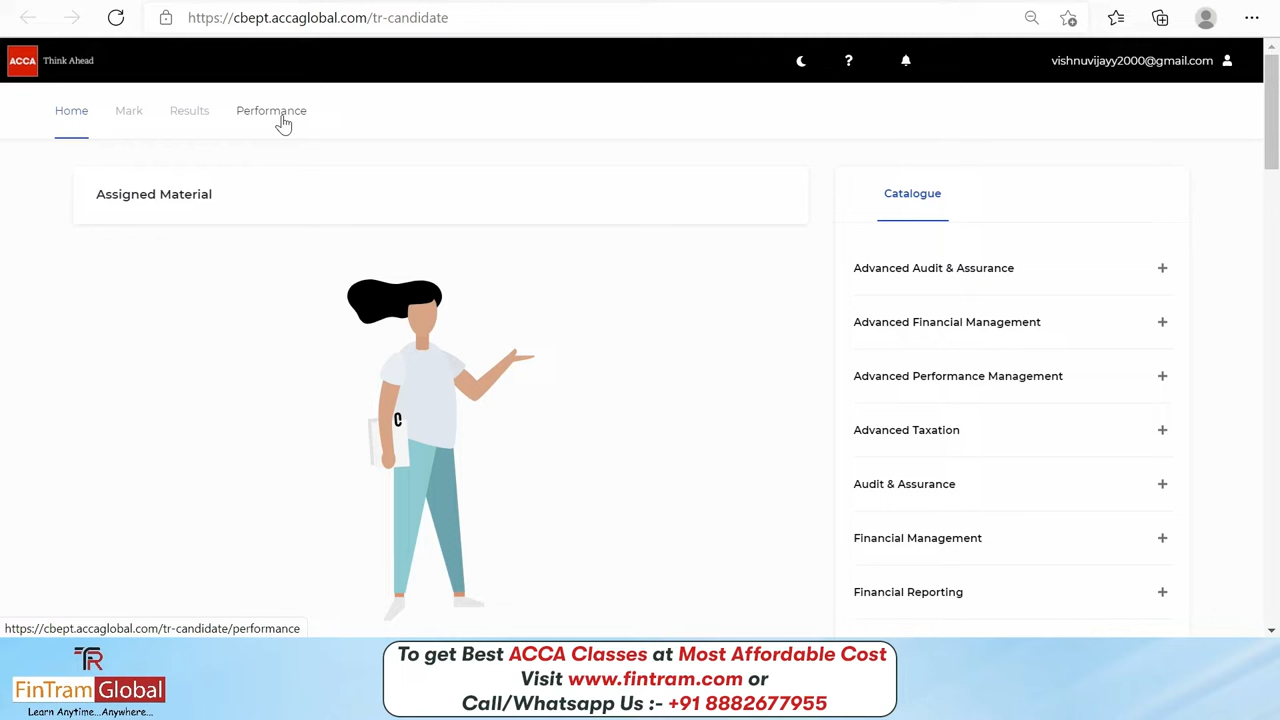 https://cbept.accaglobal.com/tr-candidate
ACCA Think Ahead
? vishnuvijayy2000@gmail.com
Home Mark Results Performance
Assigned Material
Catalogue
Advanced Audit & Assurance +
Advanced Financial Management +
Advanced Performance Management +
Advanced Taxation +
Audit & Assurance +
Financial Management +
Financial Reporting +
https://cbept.accaglobal.com/tr-candidate/performance
FinTram Global
Learn Anytime...Anywhere...
To get Best ACCA Classes at Most Affordable Cost
Visit www.fintram.com or
Call/Whatsapp Us :- +91 8882677955